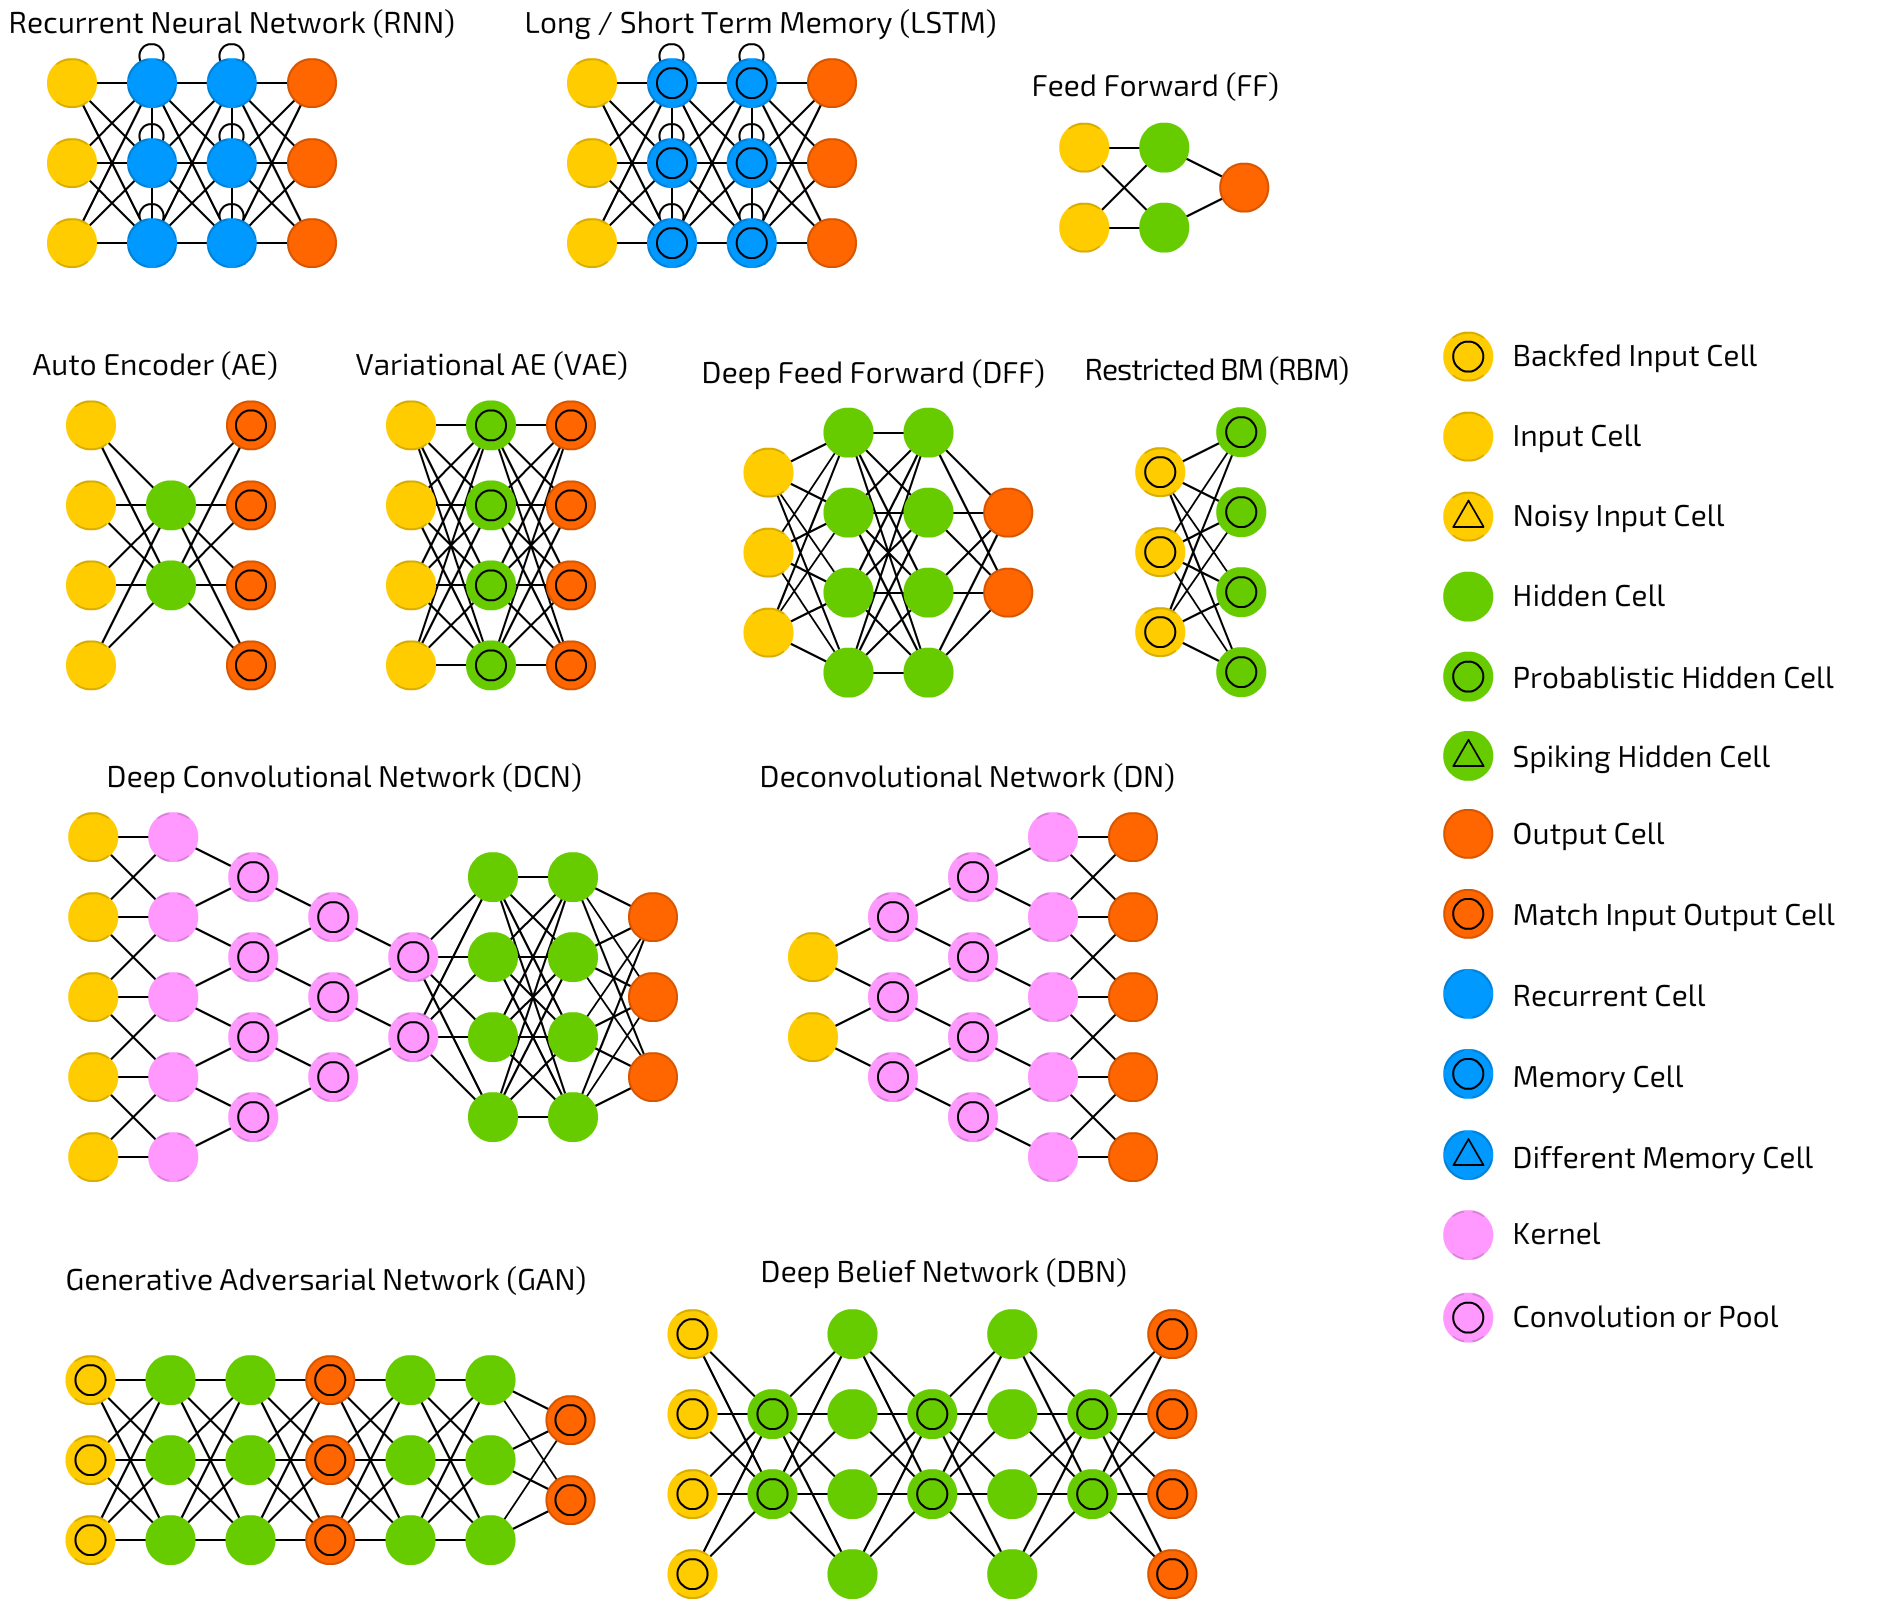 Recurrent Neural Network (RNN)
Long / Short Term Memory (LSTM)
Feed Forward (FF)
Auto Encoder (AE)
Variational AE (VAE)
Deep Feed Forward (DFF)
Restricted BM (RBM)
Deep Convolutional Network (DCN)
Deconvolutional Network (DN)
Generative Adversarial Network (GAN)
Deep Belief Network (DBN)
Backfed Input Cell
Input Cell
Noisy Input Cell
Hidden Cell
Probablistic Hidden Cell
Spiking Hidden Cell
Output Cell
Match Input Output Cell
Recurrent Cell
Memory Cell
Different Memory Cell
Kernel
Convolution or Pool